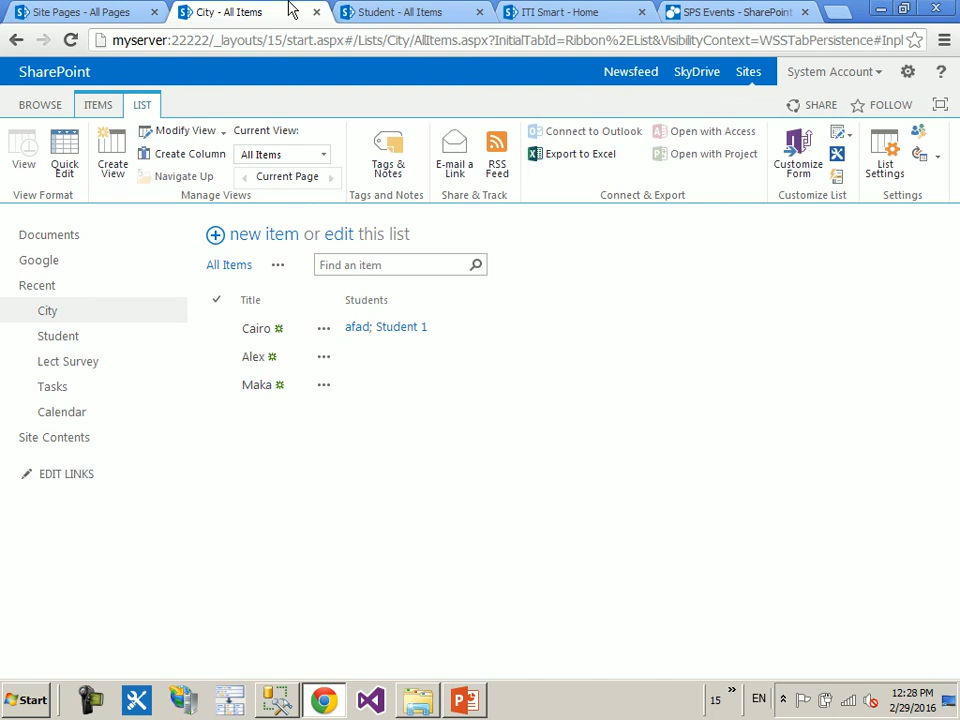 Site Pages - All Pages
City - All Items
Student - All Items
ITI Smart - Home
SPS Events - SharePoint
myserver:22222/_layouts/15/start.aspx#/Lists/City/AllItems.aspx?InitialTabId=Ribbon%2EList&VisibilityContext=WSSTabPersistence#Inpl
SharePoint
Newsfeed SkyDrive Sites System Account ?
BROWSE ITEMS LIST SHARE FOLLOW
View
Quick Edit
Create View
Modify View
Create Column
Navigate Up
Current View:
All Items
Current Page
Tags & Notes
E-mail a Link
RSS Feed
Connect to Outlook
Export to Excel
Open with Access
Open with Project
Customize Form
List Settings
View Format Manage Views Tags and Notes Share & Track Connect & Export Customize List Settings
Documents
Google
Recent
City
Student
Lect Survey
Tasks
Calendar
Site Contents
EDIT LINKS
new item or edit this list
All Items ••• Find an item
Title Students
Cairo ••• afad; Student 1
Alex •••
Maka •••
Start
15 » EN
12:28 PM
2/29/2016